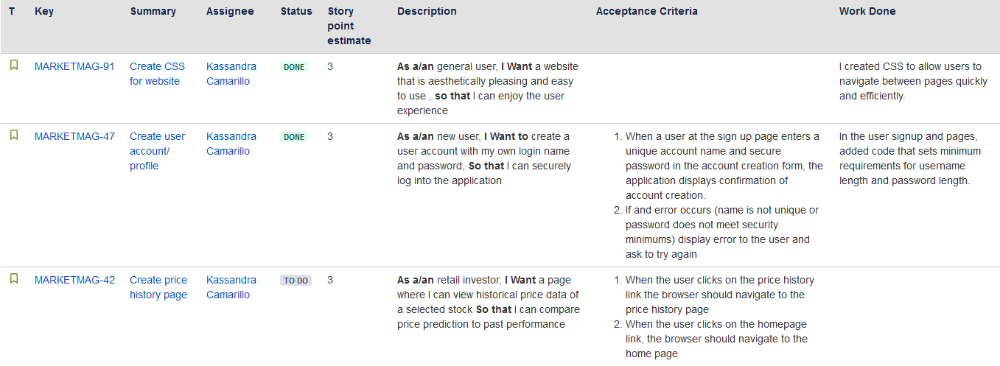 T Key Summary Assignee Status Story point estimate Description Acceptance Criteria Work Done
MARKETMAG-91
Create CSS
for website
Kassandra
Camarillo
DONE
3
As a/an general user, I Want a website
that is aesthetically pleasing and easy
to use , so that I can enjoy the user
experience
I created CSS to allow users to
navigate between pages quickly
and efficiently.
MARKETMAG-47
Create user
account/
profile
Kassandra
Camarillo
DONE
3
As a/an new user, I Want to create a
user account with my own login name
and password, So that I can securely
log into the application
1. When a user at the sign up page enters a
unique account name and secure
password in the account creation form, the
application displays confirmation of
account creation.
2. If and error occurs (name is not unique or
password does not meet security
minimums) display error to the user and
ask to try again
In the user signup and pages,
added code that sets minimum
requirements for username
length and password length.
MARKETMAG-42
Create price
history page
Kassandra
Camarillo
TO DO
3
As a/an retail investor, I Want a page
where I can view historical price data of
a selected stock So that I can compare
price prediction to past performance
1. When the user clicks on the price history
link the browser should navigate to the
price history page
2. When the user clicks on the homepage
link, the browser should navigate to the
home page